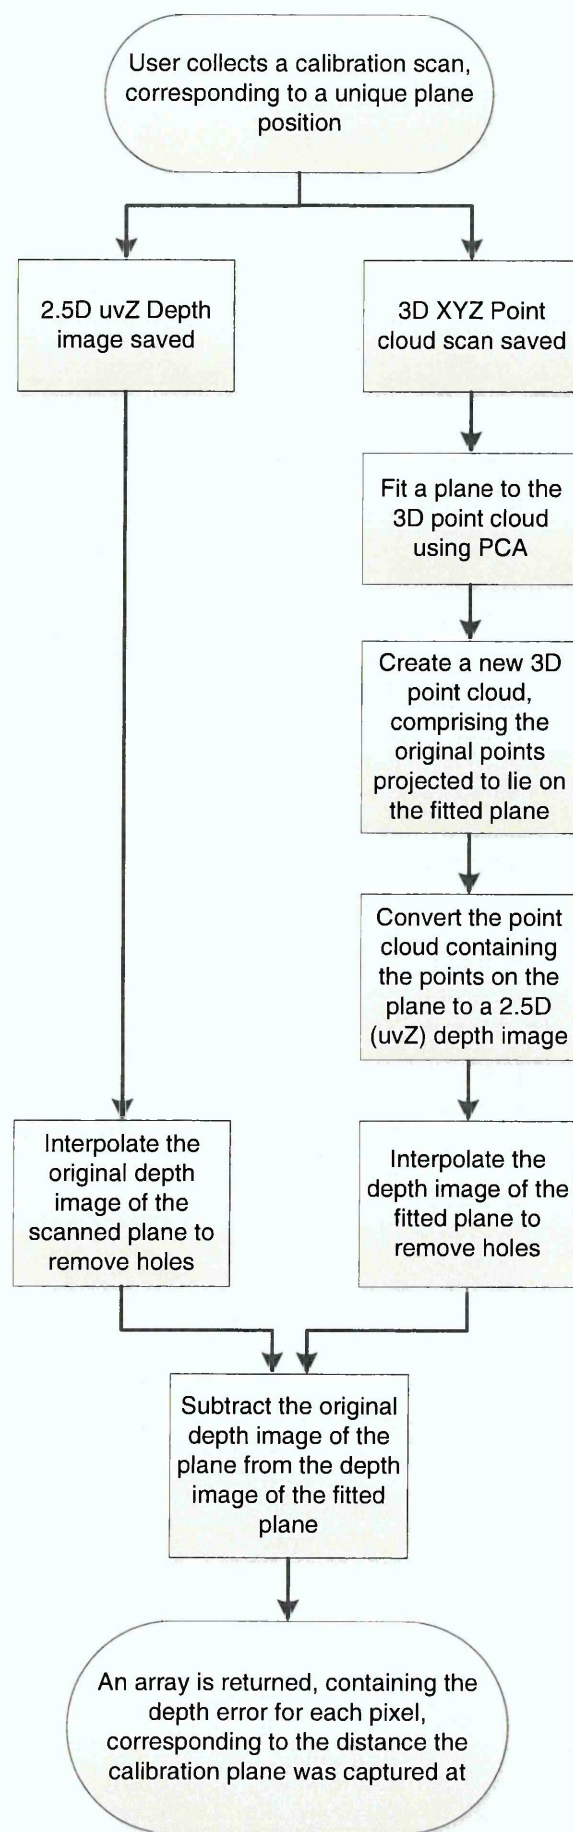 User collects a calibration scan,
corresponding to a unique plane
position
2.5D uvZ Depth
image saved
3D XYZ Point
cloud scan saved
Fit a plane to the
3D point cloud
using PCA
Create a new 3D
point cloud,
comprising the
original points
projected to lie on
the fitted plane
Convert the point
cloud containing
the points on the
plane to a 2.5D
(uvZ) depth image
Interpolate the
original depth
image of the
scanned plane to
remove holes
Interpolate the
depth image of the
fitted plane to
remove holes
Subtract the original
depth image of the
plane from the depth
image of the fitted
plane
An array is returned, containing the
depth error for each pixel,
corresponding to the distance the
calibration plane was captured at